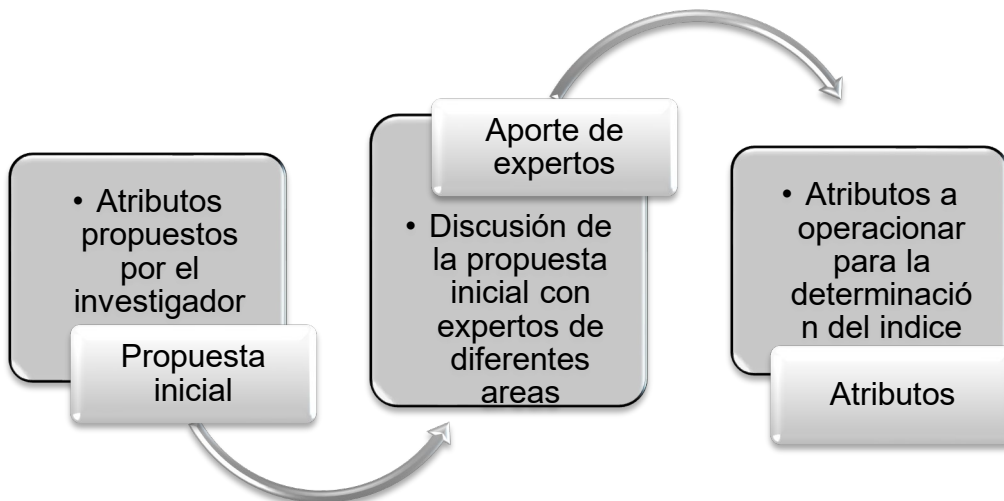 • Atributos
propuestos
por el
investigador
Propuesta
inicial
Aporte de
expertos
• Discusión de
la propuesta
inicial con
expertos de
diferentes
areas
• Atributos a
operacionar
para la
determinació
n del indice
Atributos